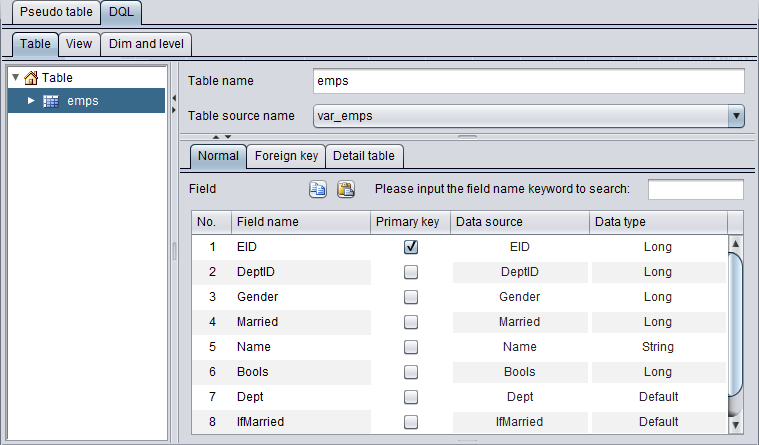 Pseudo table DQL
Table View Dim and level
Table
emps
Table name emps
Table source name var_emps
Normal Foreign key Detail table
Field Please input the field name keyword to search:
No. Field name Primary key Data source Data type
1 EID EID Long
2 DeptID DeptID Long
3 Gender Gender Long
4 Married Married Long
5 Name Name String
6 Bools Bools Long
7 Dept Dept Default
8 IfMarried IfMarried Default